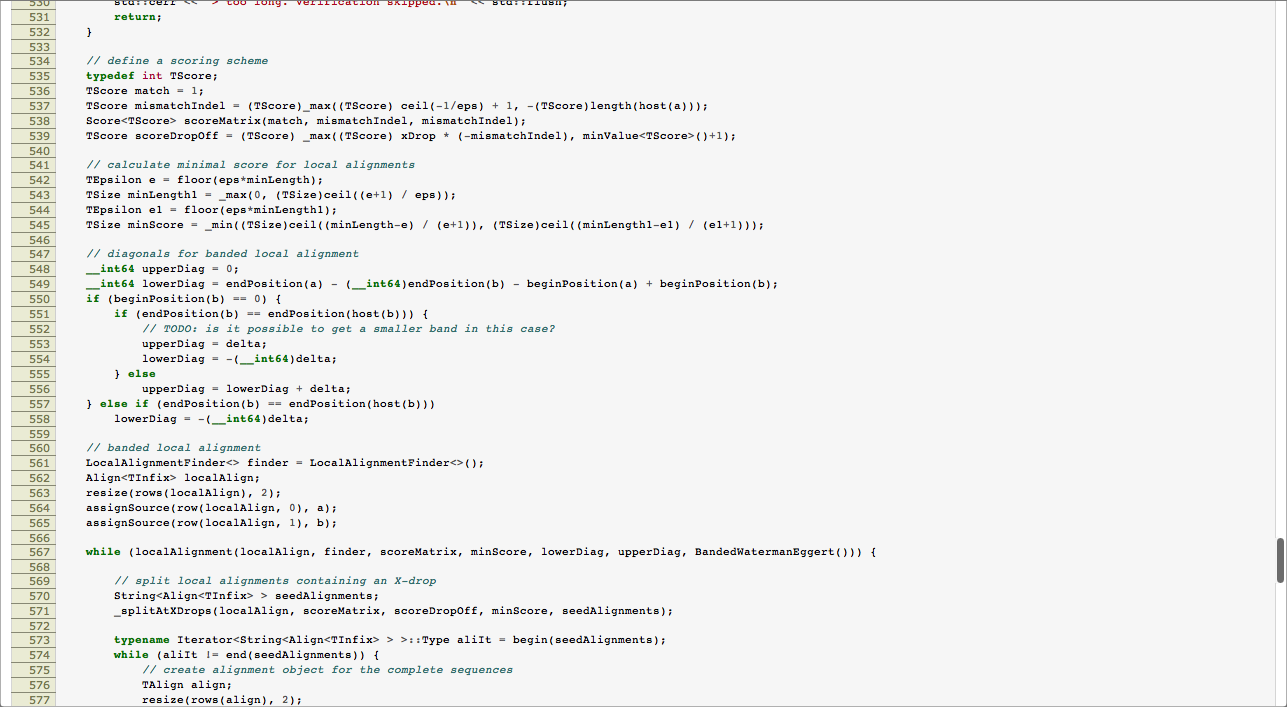 530             std::cerr << "> too long. Verification skipped.\n" << std::flush;
531         return;
532     }
533
534     // define a scoring scheme
535     typedef int TScore;
536     TScore match = 1;
537     TScore mismatchIndel = (TScore)_max((TScore) ceil(-1/eps) + 1, -(TScore)length(host(a)));
538     Score<TScore> scoreMatrix(match, mismatchIndel, mismatchIndel);
539     TScore scoreDropOff = (TScore) _max((TScore) xDrop * (-mismatchIndel), minValue<TScore>()+1);
540
541     // calculate minimal score for local alignments
542     TEpsilon e = floor(eps*minLength);
543     TSize minLength1 = _max(0, (TSize)ceil((e+1) / eps));
544     TEpsilon e1 = floor(eps*minLength1);
545     TSize minScore = _min((TSize)ceil((minLength-e) / (e+1)), (TSize)ceil((minLength1-e1) / (e1+1)));
546
547     // diagonals for banded local alignment
548     __int64 upperDiag = 0;
549     __int64 lowerDiag = endPosition(a) - (__int64)endPosition(b) - beginPosition(a) + beginPosition(b);
550     if (beginPosition(b) == 0) {
551         if (endPosition(b) == endPosition(host(b))) {
552             // TODO: is it possible to get a smaller band in this case?
553             upperDiag = delta;
554             lowerDiag = -(__int64)delta;
555         } else
556             upperDiag = lowerDiag + delta;
557     } else if (endPosition(b) == endPosition(host(b)))
558         lowerDiag = -(__int64)delta;
559
560     // banded local alignment
561     LocalAlignmentFinder<> finder = LocalAlignmentFinder<>();
562     Align<TInfix> localAlign;
563     resize(rows(localAlign), 2);
564     assignSource(row(localAlign, 0), a);
565     assignSource(row(localAlign, 1), b);
566
567     while (localAlignment(localAlign, finder, scoreMatrix, minScore, lowerDiag, upperDiag, BandedWatermanEggert())) {
568
569         // split local alignments containing an X-drop
570         String<Align<TInfix> > seedAlignments;
571         _splitAtXDrops(localAlign, scoreMatrix, scoreDropOff, minScore, seedAlignments);
572
573         typename Iterator<String<Align<TInfix> > >::Type aliIt = begin(seedAlignments);
574         while (aliIt != end(seedAlignments)) {
575             // create alignment object for the complete sequences
576             TAlign align;
577             resize(rows(align), 2);